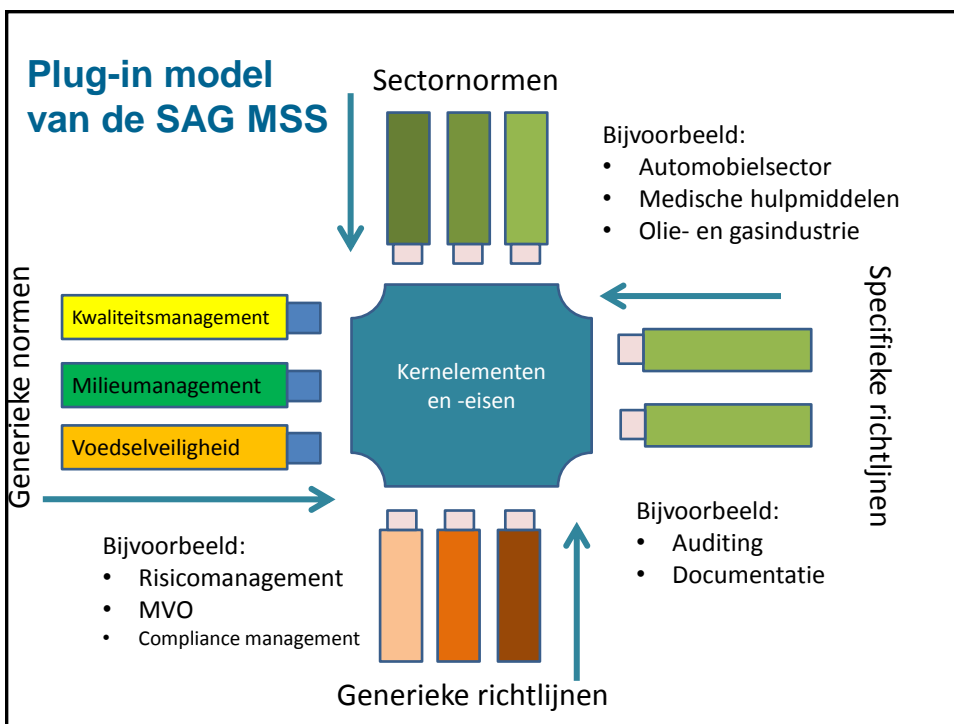 Plug-in model
van de SAG MSS
Sectornormen
Bijvoorbeeld:
• Automobielsector
• Medische hulpmiddelen
• Olie- en gasindustrie
Generieke normen
Kwaliteitsmanagement
Milieumanagement
Voedselveiligheid
Kernelementen
en -eisen
Specifieke richtlijnen
Bijvoorbeeld:
• Risicomanagement
• MVO
• Compliance management
Bijvoorbeeld:
• Auditing
• Documentatie
Generieke richtlijnen